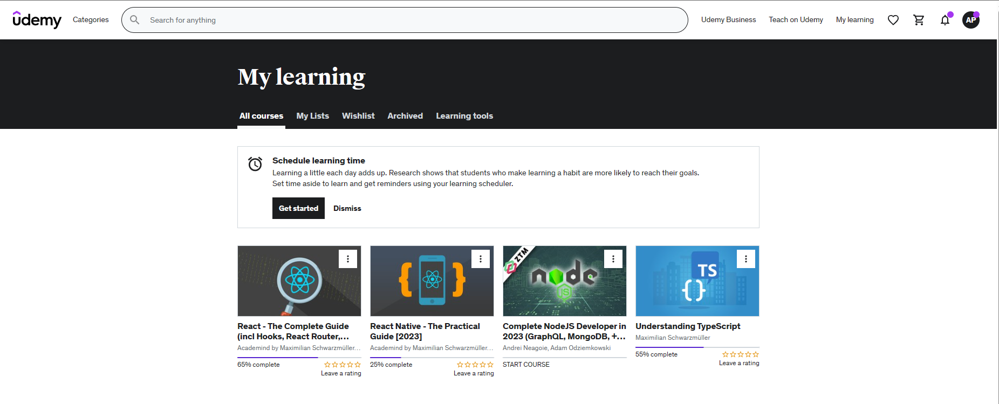 udemy
Categories
Search for anything
Udemy Business
Teach on Udemy
My learning
AP
My learning
All courses
My Lists
Wishlist
Archived
Learning tools
Schedule learning time
Learning a little each day adds up. Research shows that students who make learning a habit are more likely to reach their goals.
Set time aside to learn and get reminders using your learning scheduler.
Get started
Dismiss
React - The Complete Guide
(incl Hooks, React Router,...
Academind by Maximilian Schwarzmüller...
65% complete
Leave a rating
React Native - The Practical
Guide [2023]
Academind by Maximilian Schwarzmüller...
25% complete
Leave a rating
ZTM
node
JS
Complete NodeJS Developer in
2023 (GraphQL, MongoDB, +...
Andrei Neagoie, Adam Odziemkowski
START COURSE
TS
{}
Understanding TypeScript
Maximilian Schwarzmüller
55% complete
Leave a rating